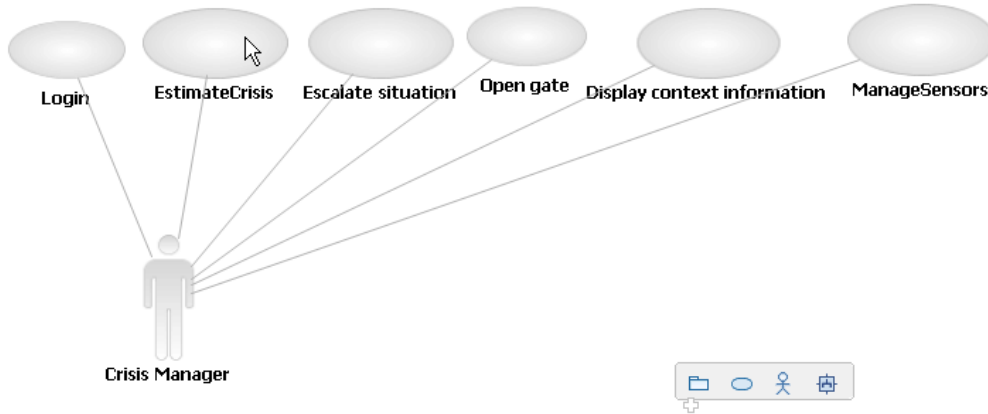 Login
EstimateCrisis
Escalate situation
Open gate
Display context information
ManageSensors
Crisis Manager